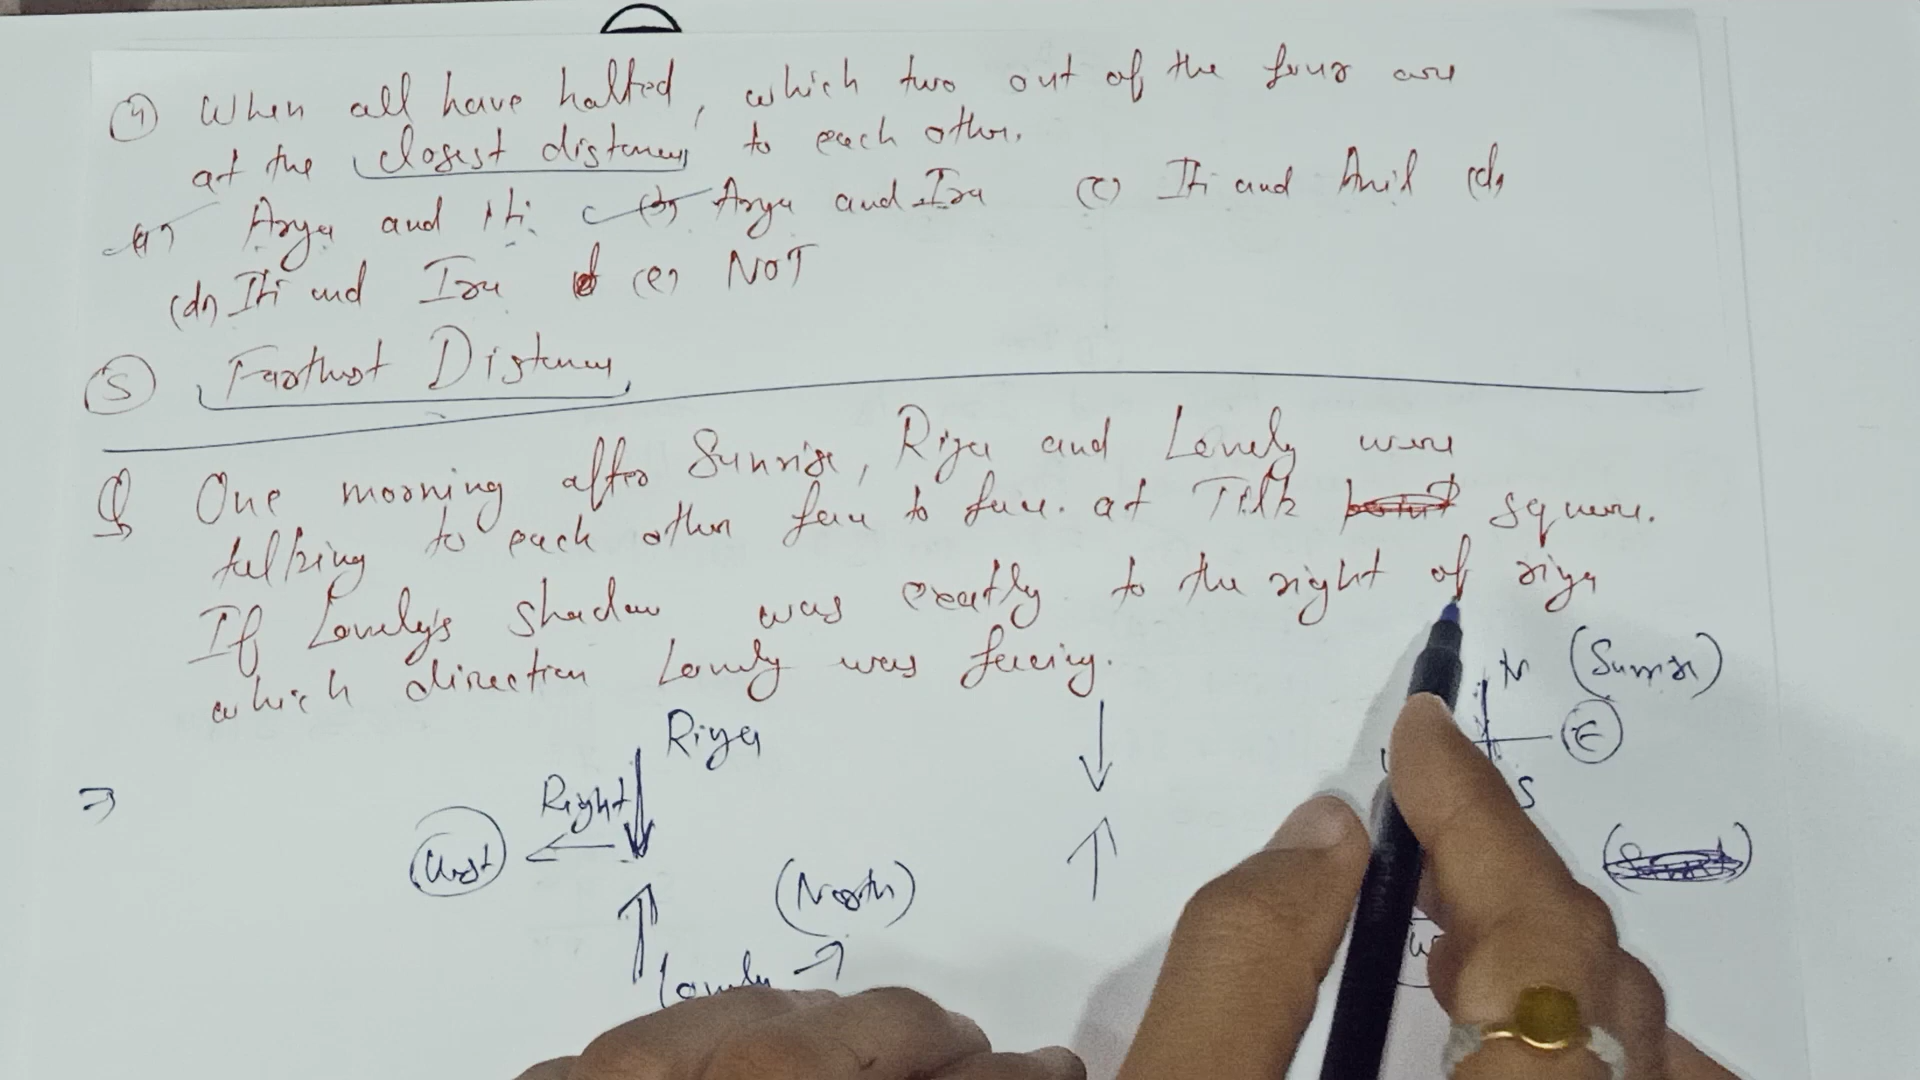 (4) When all have halted, which two out of the four are
at the closest distance to each other.
(a) Arya and Iti (b) Arya and Ira (c) Iti and Anil (d)
(d) Iti and Ira (e) NOT
(5) Farthest Distance,
Q One morning after Sunrise, Riya and Lovely were
talking to each other face to face. at Tilk square.
If Lovely's shadow was exactly to the right of riya
which direction Lovely was facing.
N (Sunrise)
Riya
E
⇒ Right
S
West
(North)
Lovely →
W